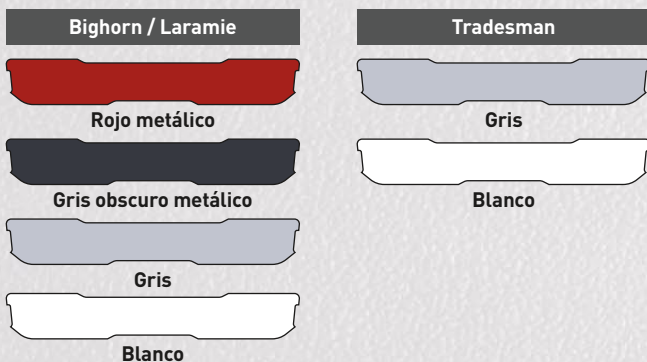 Bighorn / Laramie
Rojo metálico
Gris obscuro metálico
Gris
Blanco
Tradesman
Gris
Blanco